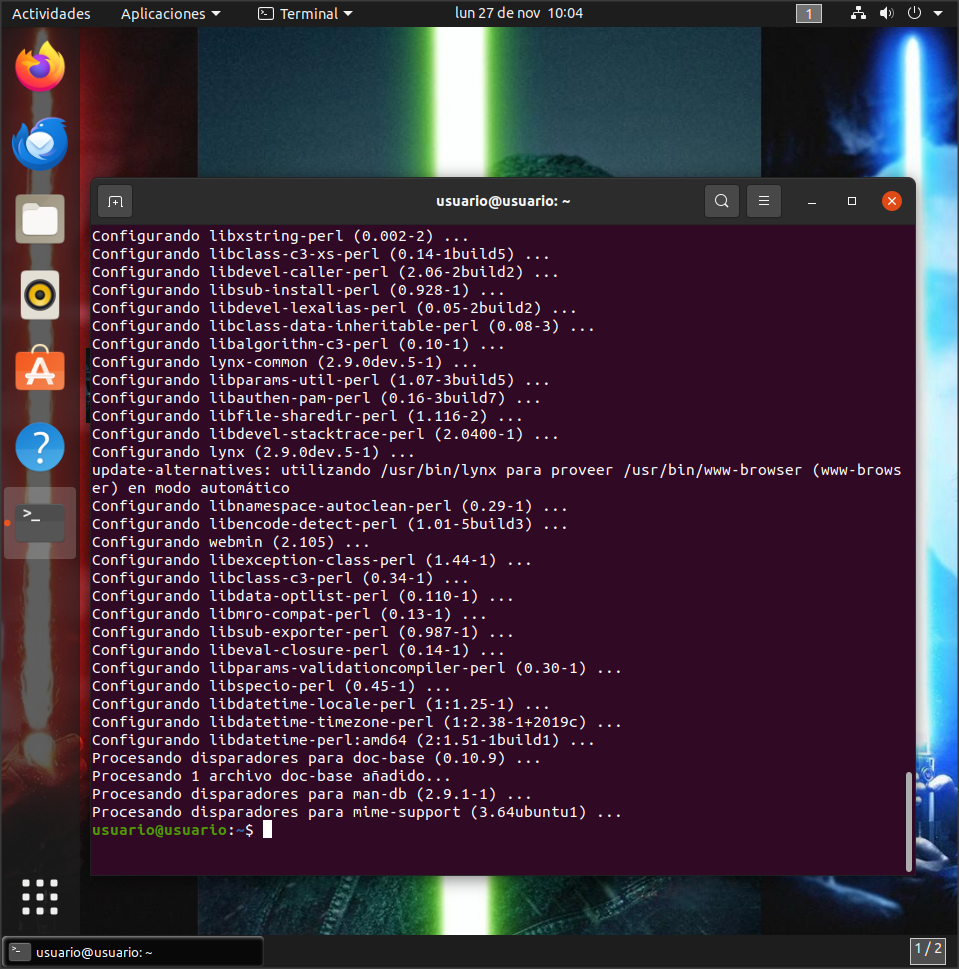 Actividades Aplicaciones Terminal lun 27 de nov 10:04 1
usuario@usuario: ~
Configurando libxstring-perl (0.002-2) ...
Configurando libclass-c3-xs-perl (0.14-1build5) ...
Configurando libdevel-caller-perl (2.06-2build2) ...
Configurando libsub-install-perl (0.928-1) ...
Configurando libdevel-lexalias-perl (0.05-2build2) ...
Configurando libclass-data-inheritable-perl (0.08-3) ...
Configurando libalgorithm-c3-perl (0.10-1) ...
Configurando lynx-common (2.9.0dev.5-1) ...
Configurando libparams-util-perl (1.07-3build5) ...
Configurando libauthen-pam-perl (0.16-3build7) ...
Configurando libfile-sharedir-perl (1.116-2) ...
Configurando libdevel-stacktrace-perl (2.0400-1) ...
Configurando lynx (2.9.0dev.5-1) ...
update-alternatives: utilizando /usr/bin/lynx para proveer /usr/bin/www-browser (www-brows
er) en modo automático
Configurando libnamespace-autoclean-perl (0.29-1) ...
Configurando libencode-detect-perl (1.01-5build3) ...
Configurando webmin (2.105) ...
Configurando libexception-class-perl (1.44-1) ...
Configurando libclass-c3-perl (0.34-1) ...
Configurando libdata-optlist-perl (0.110-1) ...
Configurando libmro-compat-perl (0.13-1) ...
Configurando libsub-exporter-perl (0.987-1) ...
Configurando libeval-closure-perl (0.14-1) ...
Configurando libparams-validationcompiler-perl (0.30-1) ...
Configurando libspecio-perl (0.45-1) ...
Configurando libdatetime-locale-perl (1:1.25-1) ...
Configurando libdatetime-timezone-perl (1:2.38-1+2019c) ...
Configurando libdatetime-perl:amd64 (2:1.51-1build1) ...
Procesando disparadores para doc-base (0.10.9) ...
Procesando 1 archivo doc-base añadido...
Procesando disparadores para man-db (2.9.1-1) ...
Procesando disparadores para mime-support (3.64ubuntu1) ...
usuario@usuario:~$
usuario@usuario: ~ 1 / 2